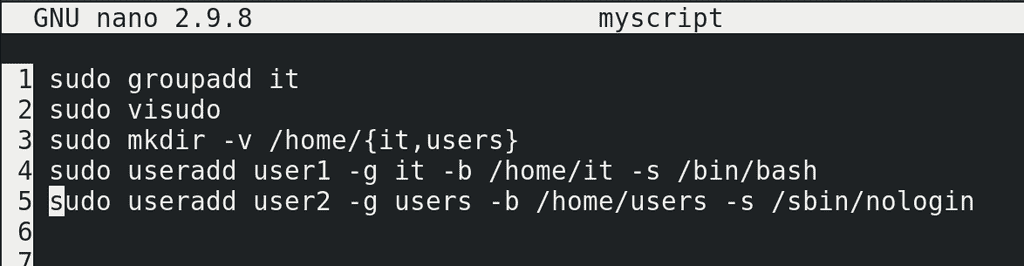 GNU nano 2.9.8 myscript
1 sudo groupadd it
2 sudo visudo
3 sudo mkdir -v /home/{it,users}
4 sudo useradd user1 -g it -b /home/it -s /bin/bash
5 sudo useradd user2 -g users -b /home/users -s /sbin/nologin
6
7